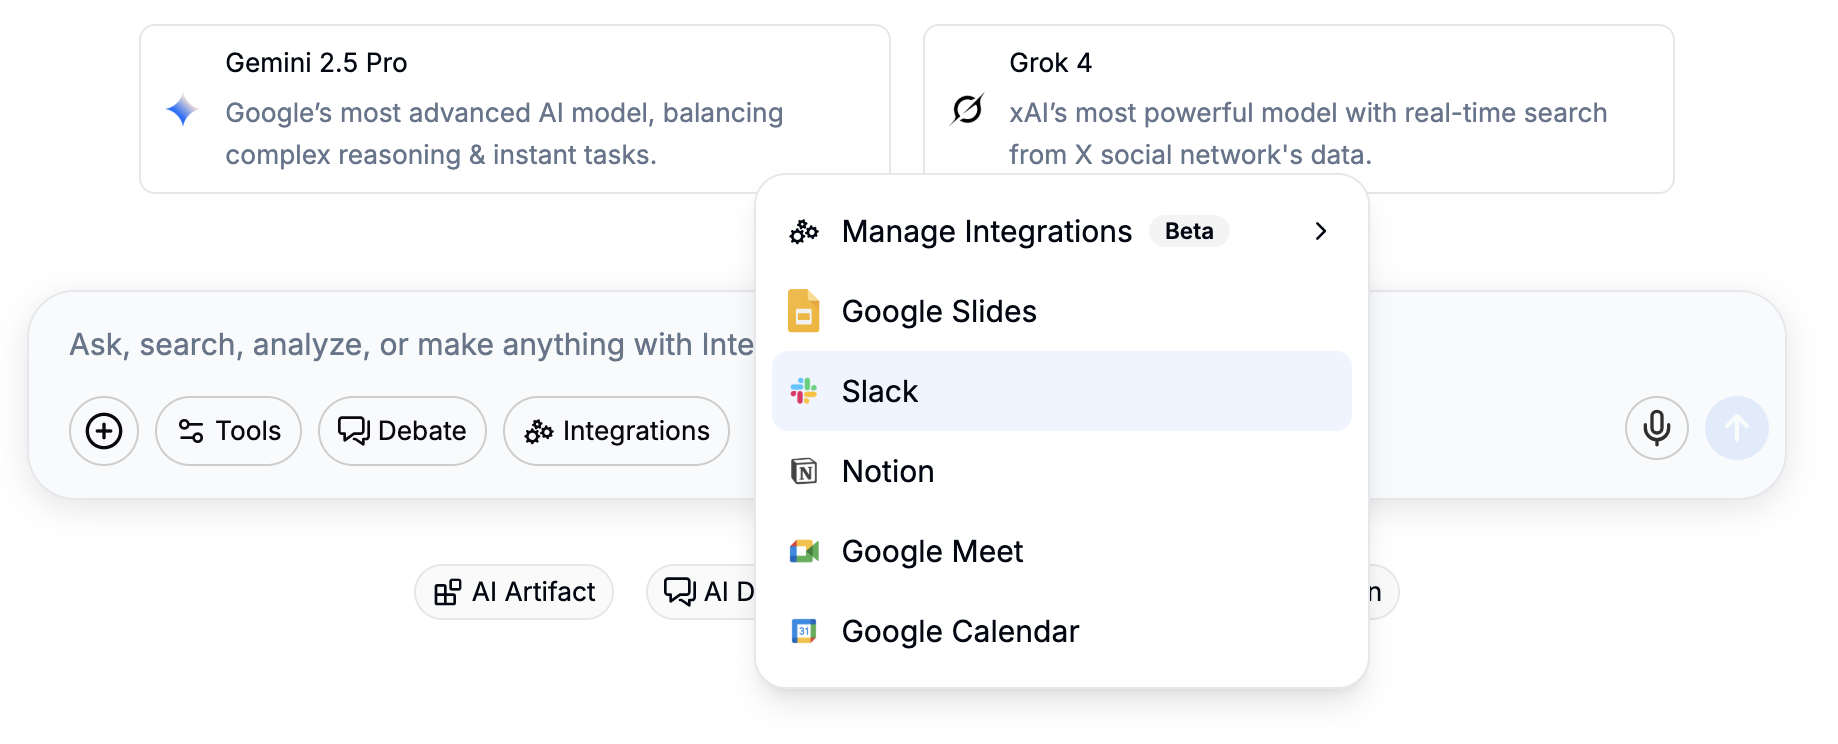 Gemini 2.5 Pro
Google’s most advanced AI model, balancing
complex reasoning & instant tasks.
Grok 4
xAI’s most powerful model with real-time search
from X social network's data.
Manage Integrations Beta
Google Slides
Slack
Notion
Google Meet
31 Google Calendar
Ask, search, analyze, or make anything with Inte
Tools Debate Integrations
AI Artifact AI D
n